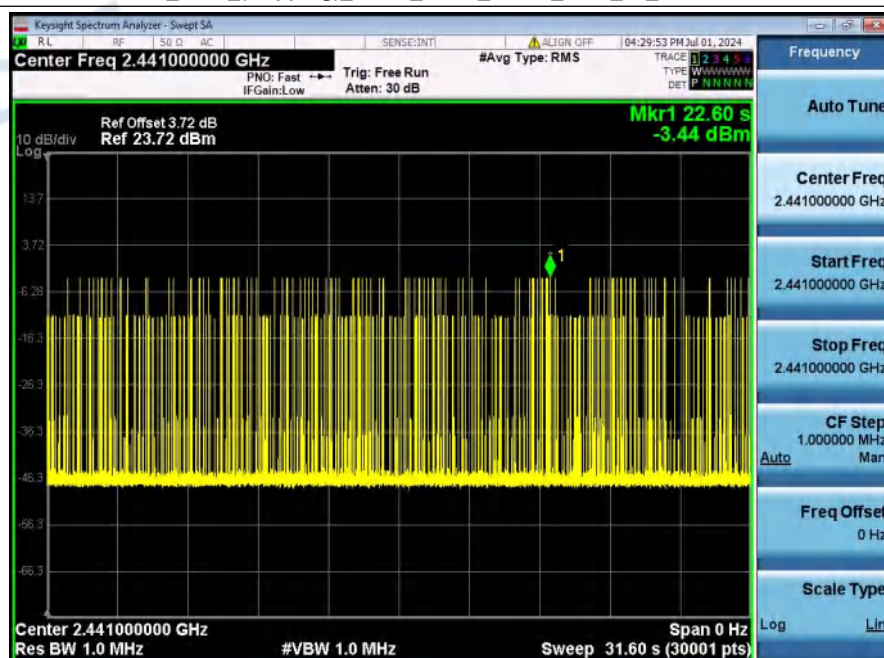 Keysight Spectrum Analyzer - Swept SA
RL RF 50 Ω AC SENSE:INT ALIGN OFF 04:29:53 PM Jul 01, 2024
Center Freq 2.441000000 GHz
PNO: Fast
IFGain:Low
Trig: Free Run
Atten: 30 dB
#Avg Type: RMS
TRACE 1 2 3 4 5 6
TYPE W
DET P N N N N N
Mkr1 22.60 s
-3.44 dBm
Ref Offset 3.72 dB
10 dB/div Ref 23.72 dBm
Log
13.7
3.72
-6.28
-16.3
-26.3
-36.3
-46.3
-56.3
-66.3
1
Center 2.441000000 GHz Span 0 Hz
Res BW 1.0 MHz #VBW 1.0 MHz Sweep 31.60 s (30001 pts)
Frequency
Auto Tune
Center Freq
2.441000000 GHz
Start Freq
2.441000000 GHz
Stop Freq
2.441000000 GHz
CF Step
1.000000 MHz
Auto Man
Freq Offset
0 Hz
Scale Type
Log Lin